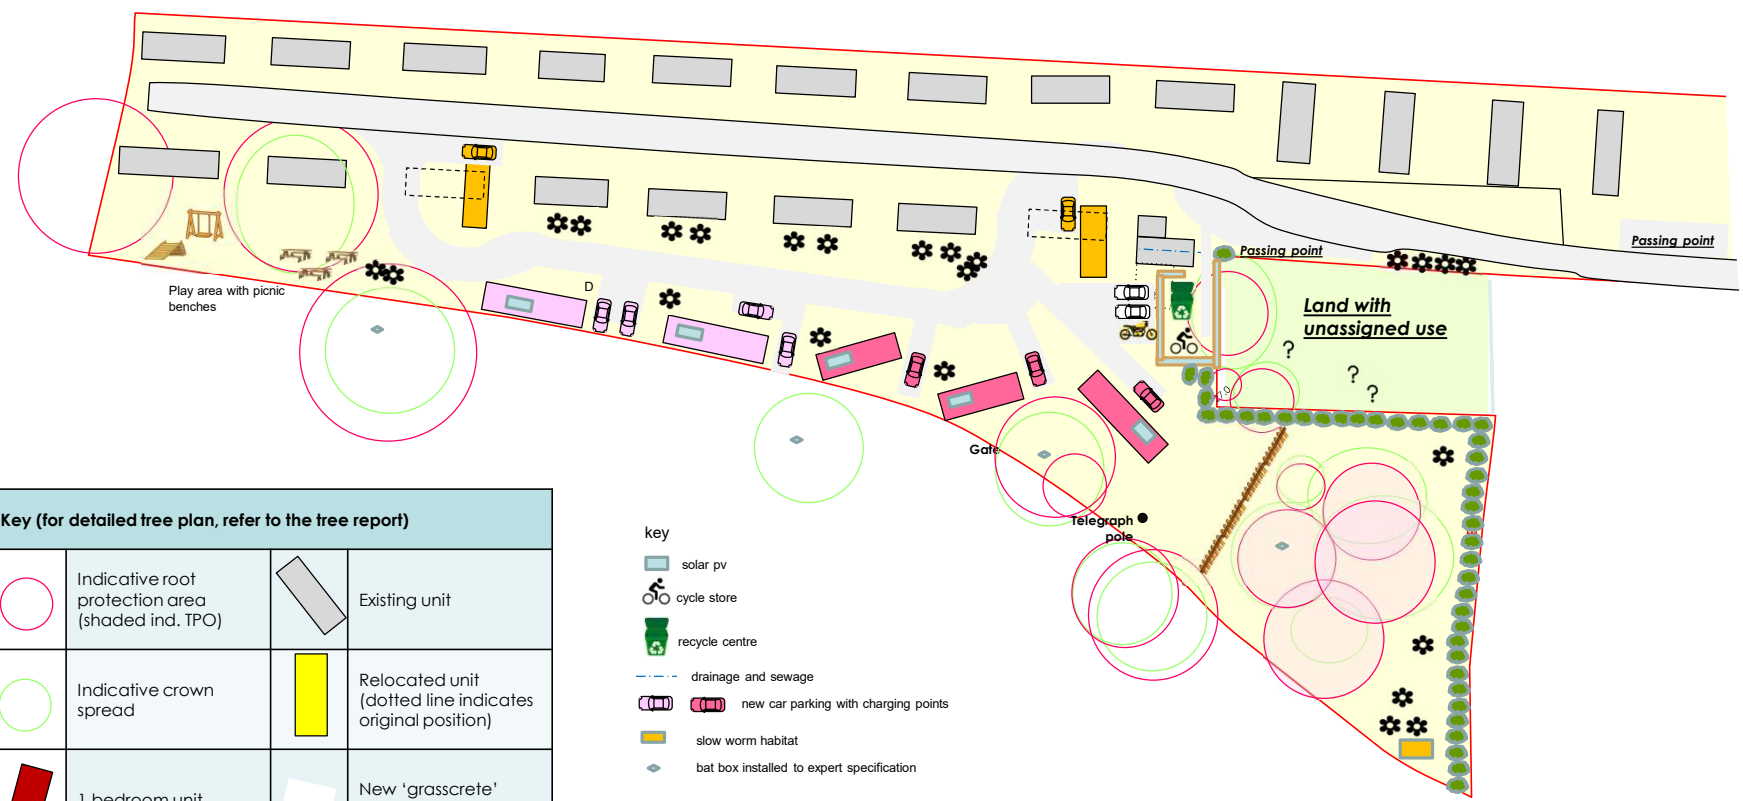 Passing point
Passing point
Land with
unassigned use
?
?
?
D
Play area with picnic
benches
7.0
Gate
Telegraph
pole
Key (for detailed tree plan, refer to the tree report)
Indicative root
protection area
(shaded ind. TPO)
Existing unit
Indicative crown
spread
Relocated unit
(dotted line indicates
original position)
1 bedroom unit
New ‘grasscrete’
key
solar pv
cycle store
recycle centre
drainage and sewage
new car parking with charging points
slow worm habitat
bat box installed to expert specification